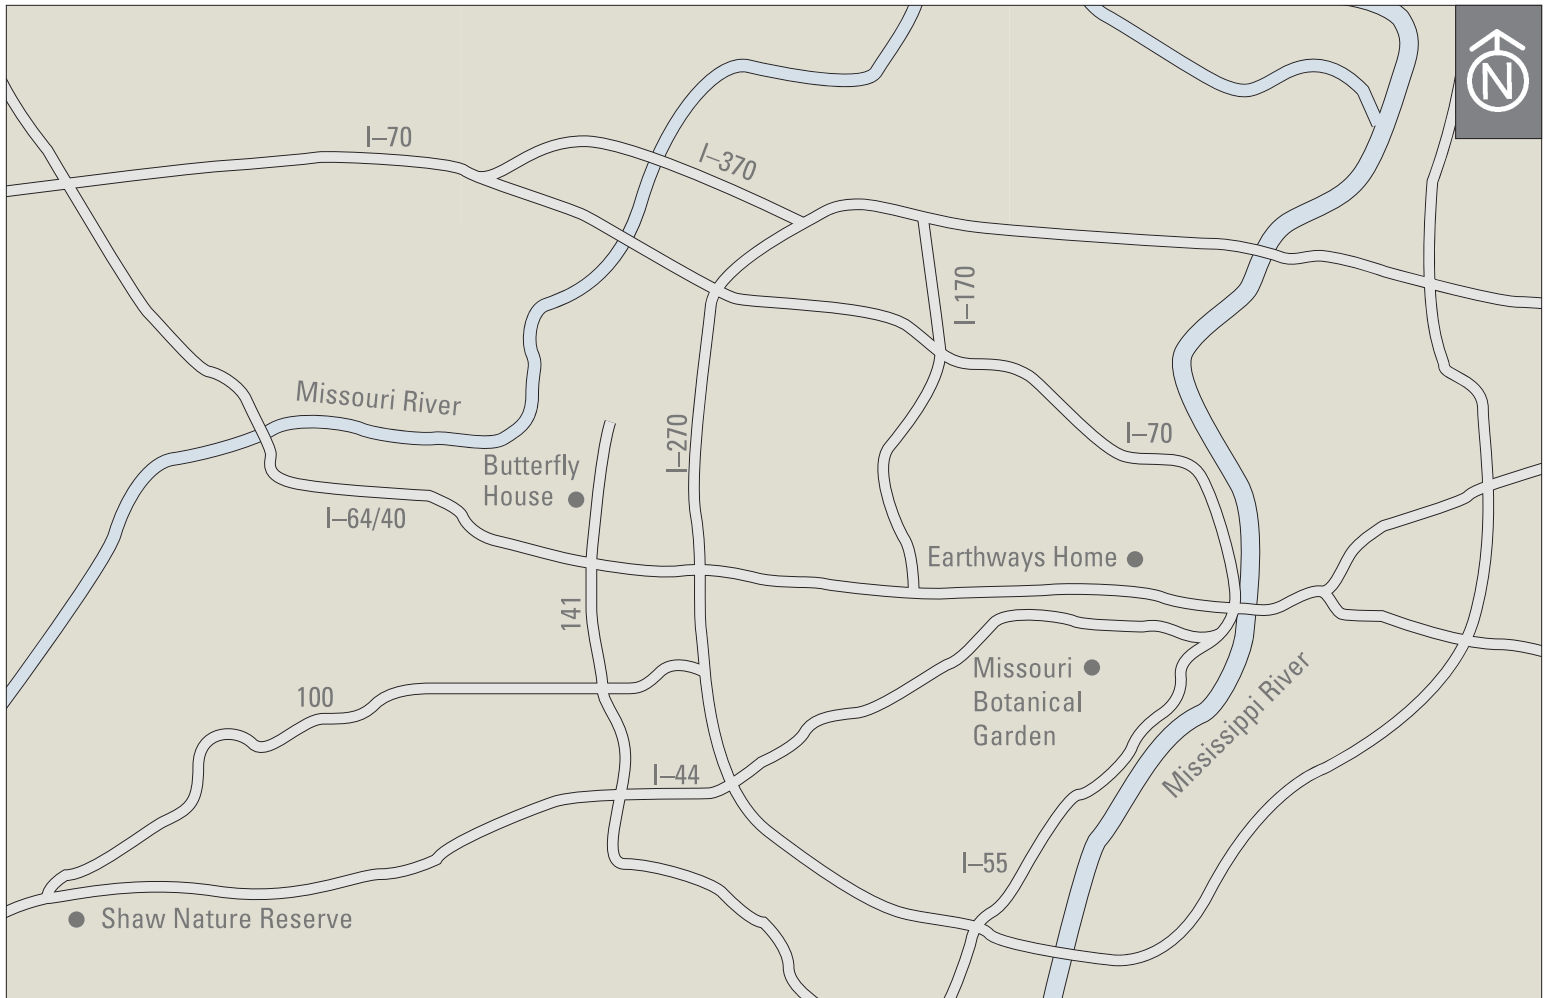 N
I–70
I–370
I–170
Missouri River
I–270
I–70
Butterfly
House
I–64/40
Earthways Home
141
Missouri
Botanical
Garden
100
Mississippi River
I–44
I–55
Shaw Nature Reserve